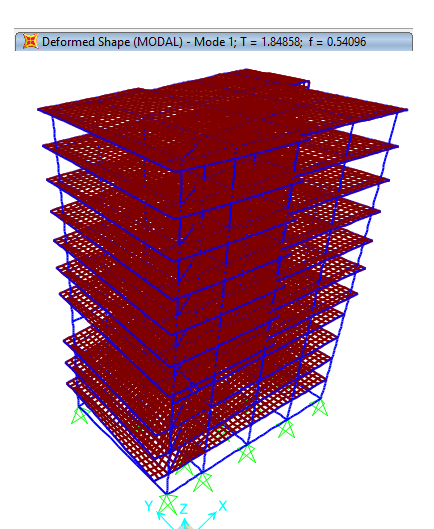 Deformed Shape (MODAL) - Mode 1; T = 1.84858; f = 0.54096
Y Z X